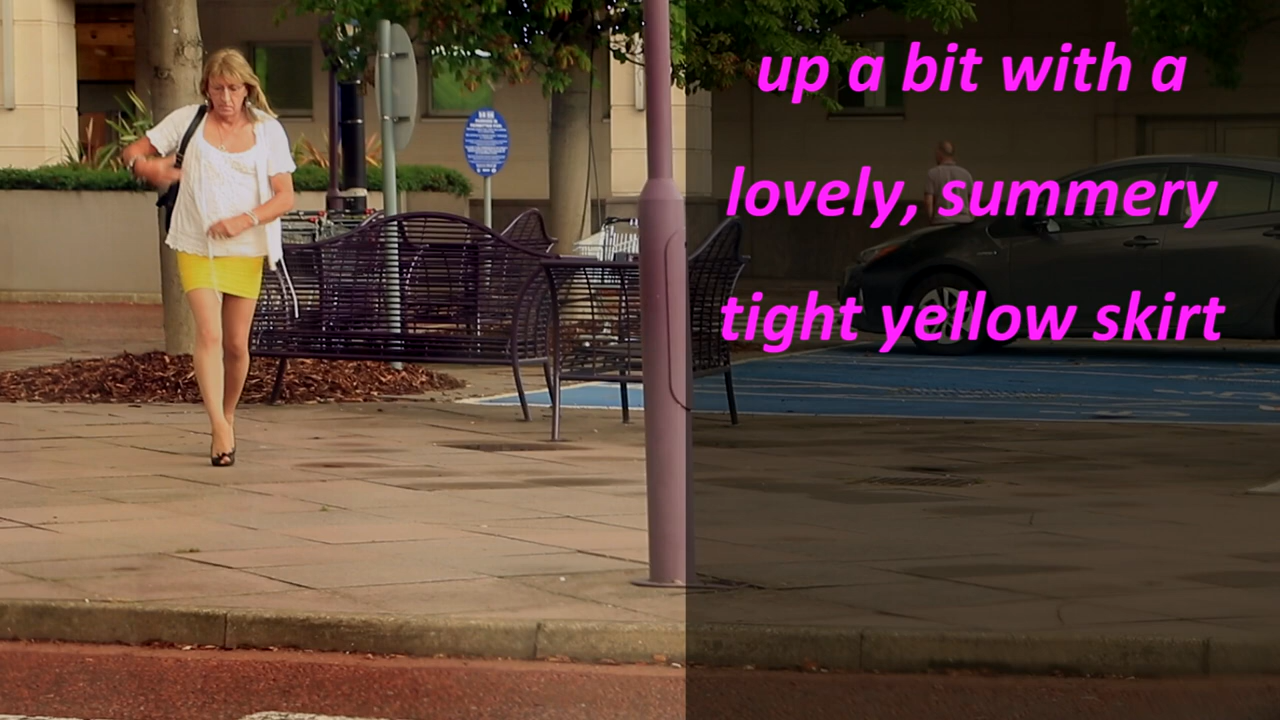 up a bit with a
lovely, summery
tight yellow skirt